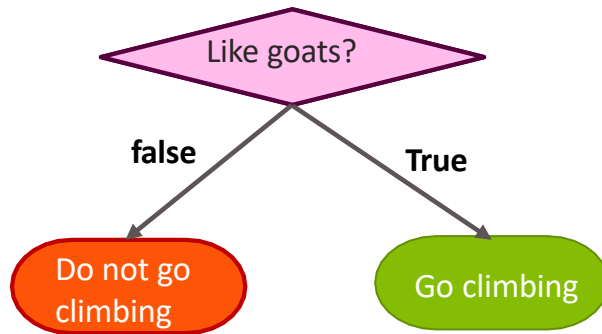 Like goats?
false
True
Do not go
climbing
Go climbing